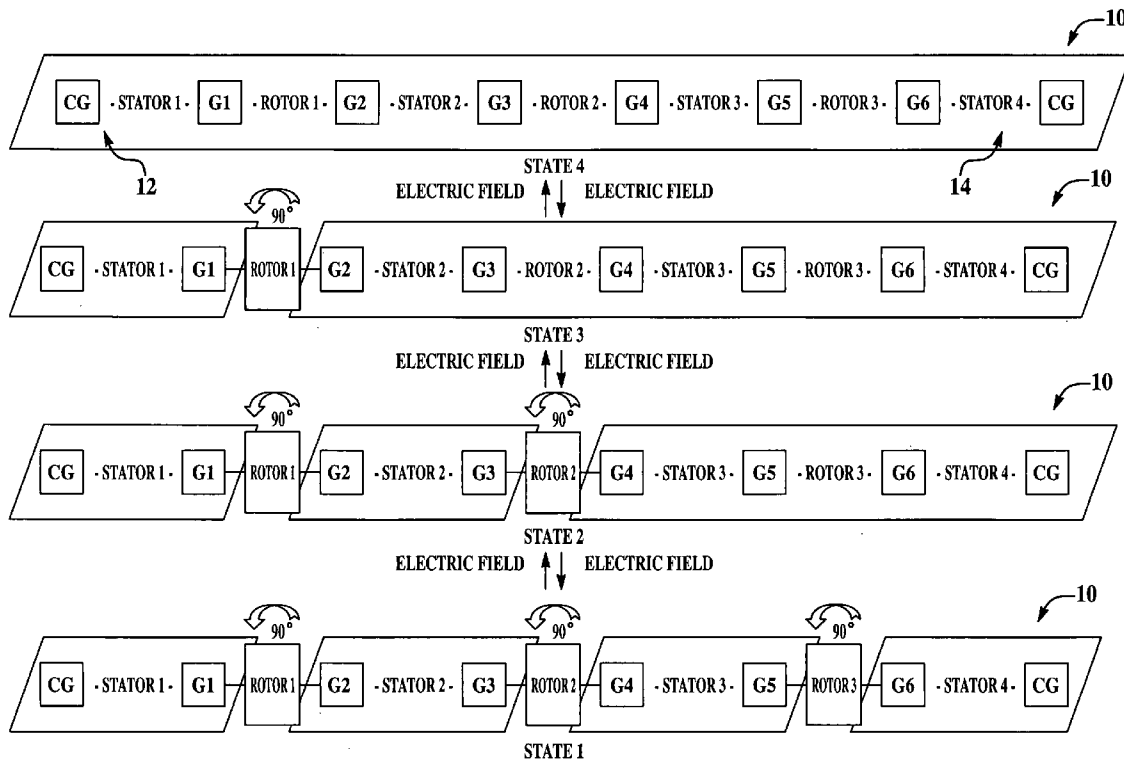 10
CG - STATOR 1 - G1 - ROTOR 1 - G2 - STATOR 2 - G3 - ROTOR 2 - G4 - STATOR 3 - G5 - ROTOR 3 - G6 - STATOR 4 - CG
12
14
STATE 4
ELECTRIC FIELD ELECTRIC FIELD
10
90°
CG - STATOR 1 - G1 ROTOR 1 G2 - STATOR 2 - G3 - ROTOR 2 - G4 - STATOR 3 - G5 - ROTOR 3 - G6 - STATOR 4 - CG
STATE 3
ELECTRIC FIELD ELECTRIC FIELD
10
90° 90°
CG - STATOR 1 - G1 ROTOR 1 G2 - STATOR 2 - G3 ROTOR 2 G4 - STATOR 3 - G5 - ROTOR 3 - G6 - STATOR 4 - CG
STATE 2
ELECTRIC FIELD ELECTRIC FIELD
10
90° 90° 90°
CG - STATOR 1 - G1 ROTOR 1 G2 - STATOR 2 - G3 ROTOR 2 G4 - STATOR 3 - G5 ROTOR 3 G6 - STATOR 4 - CG
STATE 1